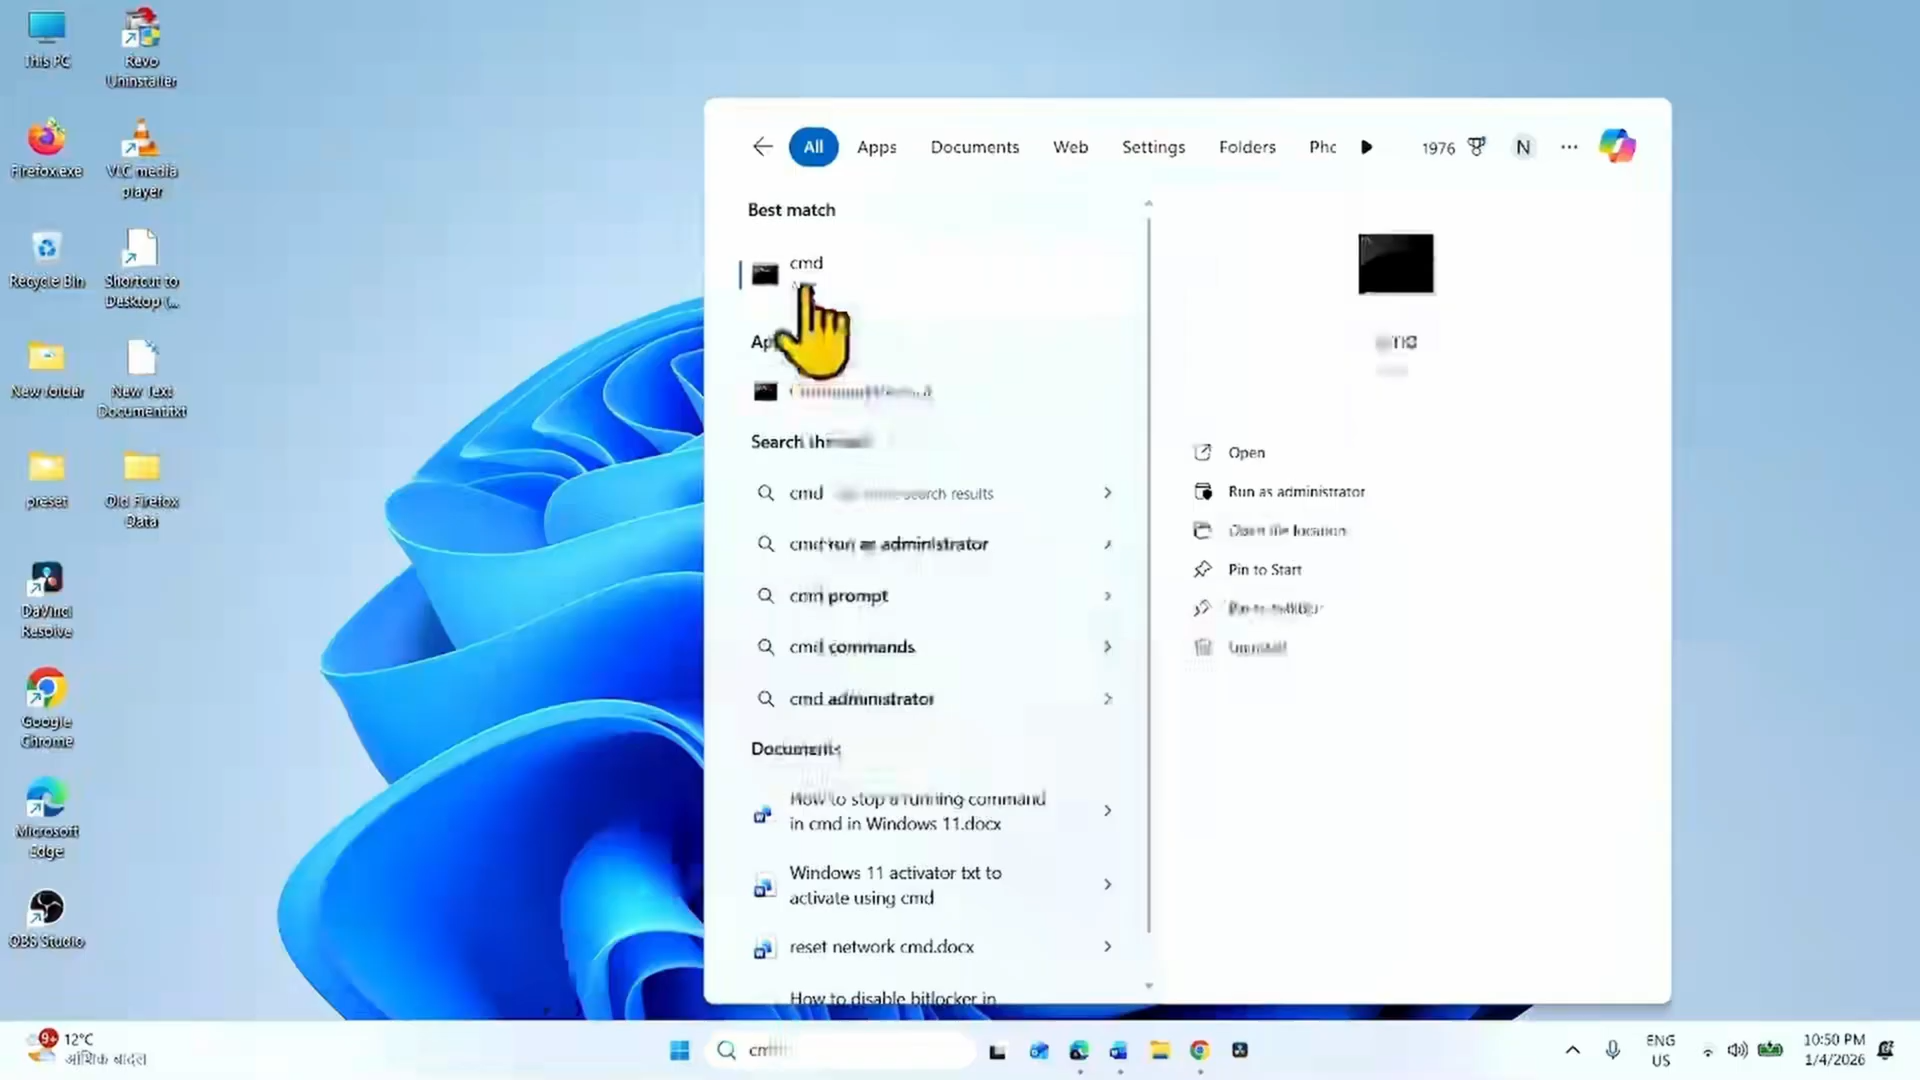 This PC
Revo
Uninstaller
Firefox.exe
VLC media
player
Recycle Bin
Shortcut to
Desktop (...
New folder
New Text
Document.txt
preset
Old Firefox
Data
DaVinci
Resolve
Google
Chrome
Microsoft
Edge
OBS Studio
All
Apps
Documents
Web
Settings
Folders
Phc
1976
N
Best match
cmd
Search
cmd search results
cmd run as administrator
cmd prompt
cmd commands
cmd administrator
Documents
How to stop a running command
in cmd in Windows 11.docx
Windows 11 activator txt to
activate using cmd
reset network cmd.docx
How to disable bitlocker in
Open
Run as administrator
Open file location
Pin to Start
Uninstall
9+
12°C
आंशिक बादल
ENG
US
10:50 PM
1/4/2026